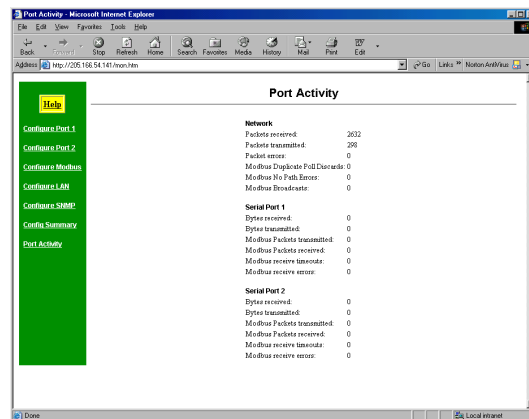 Port Activity - Microsoft Internet Explorer
File Edit View Favorites Tools Help
Back Forward Stop Refresh Home Search Favorites Media History Mail Print Edit
Address http://205.166.54.141/mon.htm Go Links » Norton AntiVirus
Help
Configure Port 1
Configure Port 2
Configure Modbus
Configure LAN
Configure SNMP
Config Summary
Port Activity
Port Activity
Network
Packets received: 2632
Packets transmitted: 298
Packet errors: 0
Modbus Duplicate Poll Discards: 0
Modbus No Path Errors: 0
Modbus Broadcasts: 0
Serial Port 1
Bytes received: 0
Bytes transmitted: 0
Modbus Packets transmitted: 0
Modbus Packets received: 0
Modbus receive timeouts: 0
Modbus receive errors: 0
Serial Port 2
Bytes received: 0
Bytes transmitted: 0
Modbus Packets transmitted: 0
Modbus Packets received: 0
Modbus receive timeouts: 0
Modbus receive errors: 0
Done Local intranet